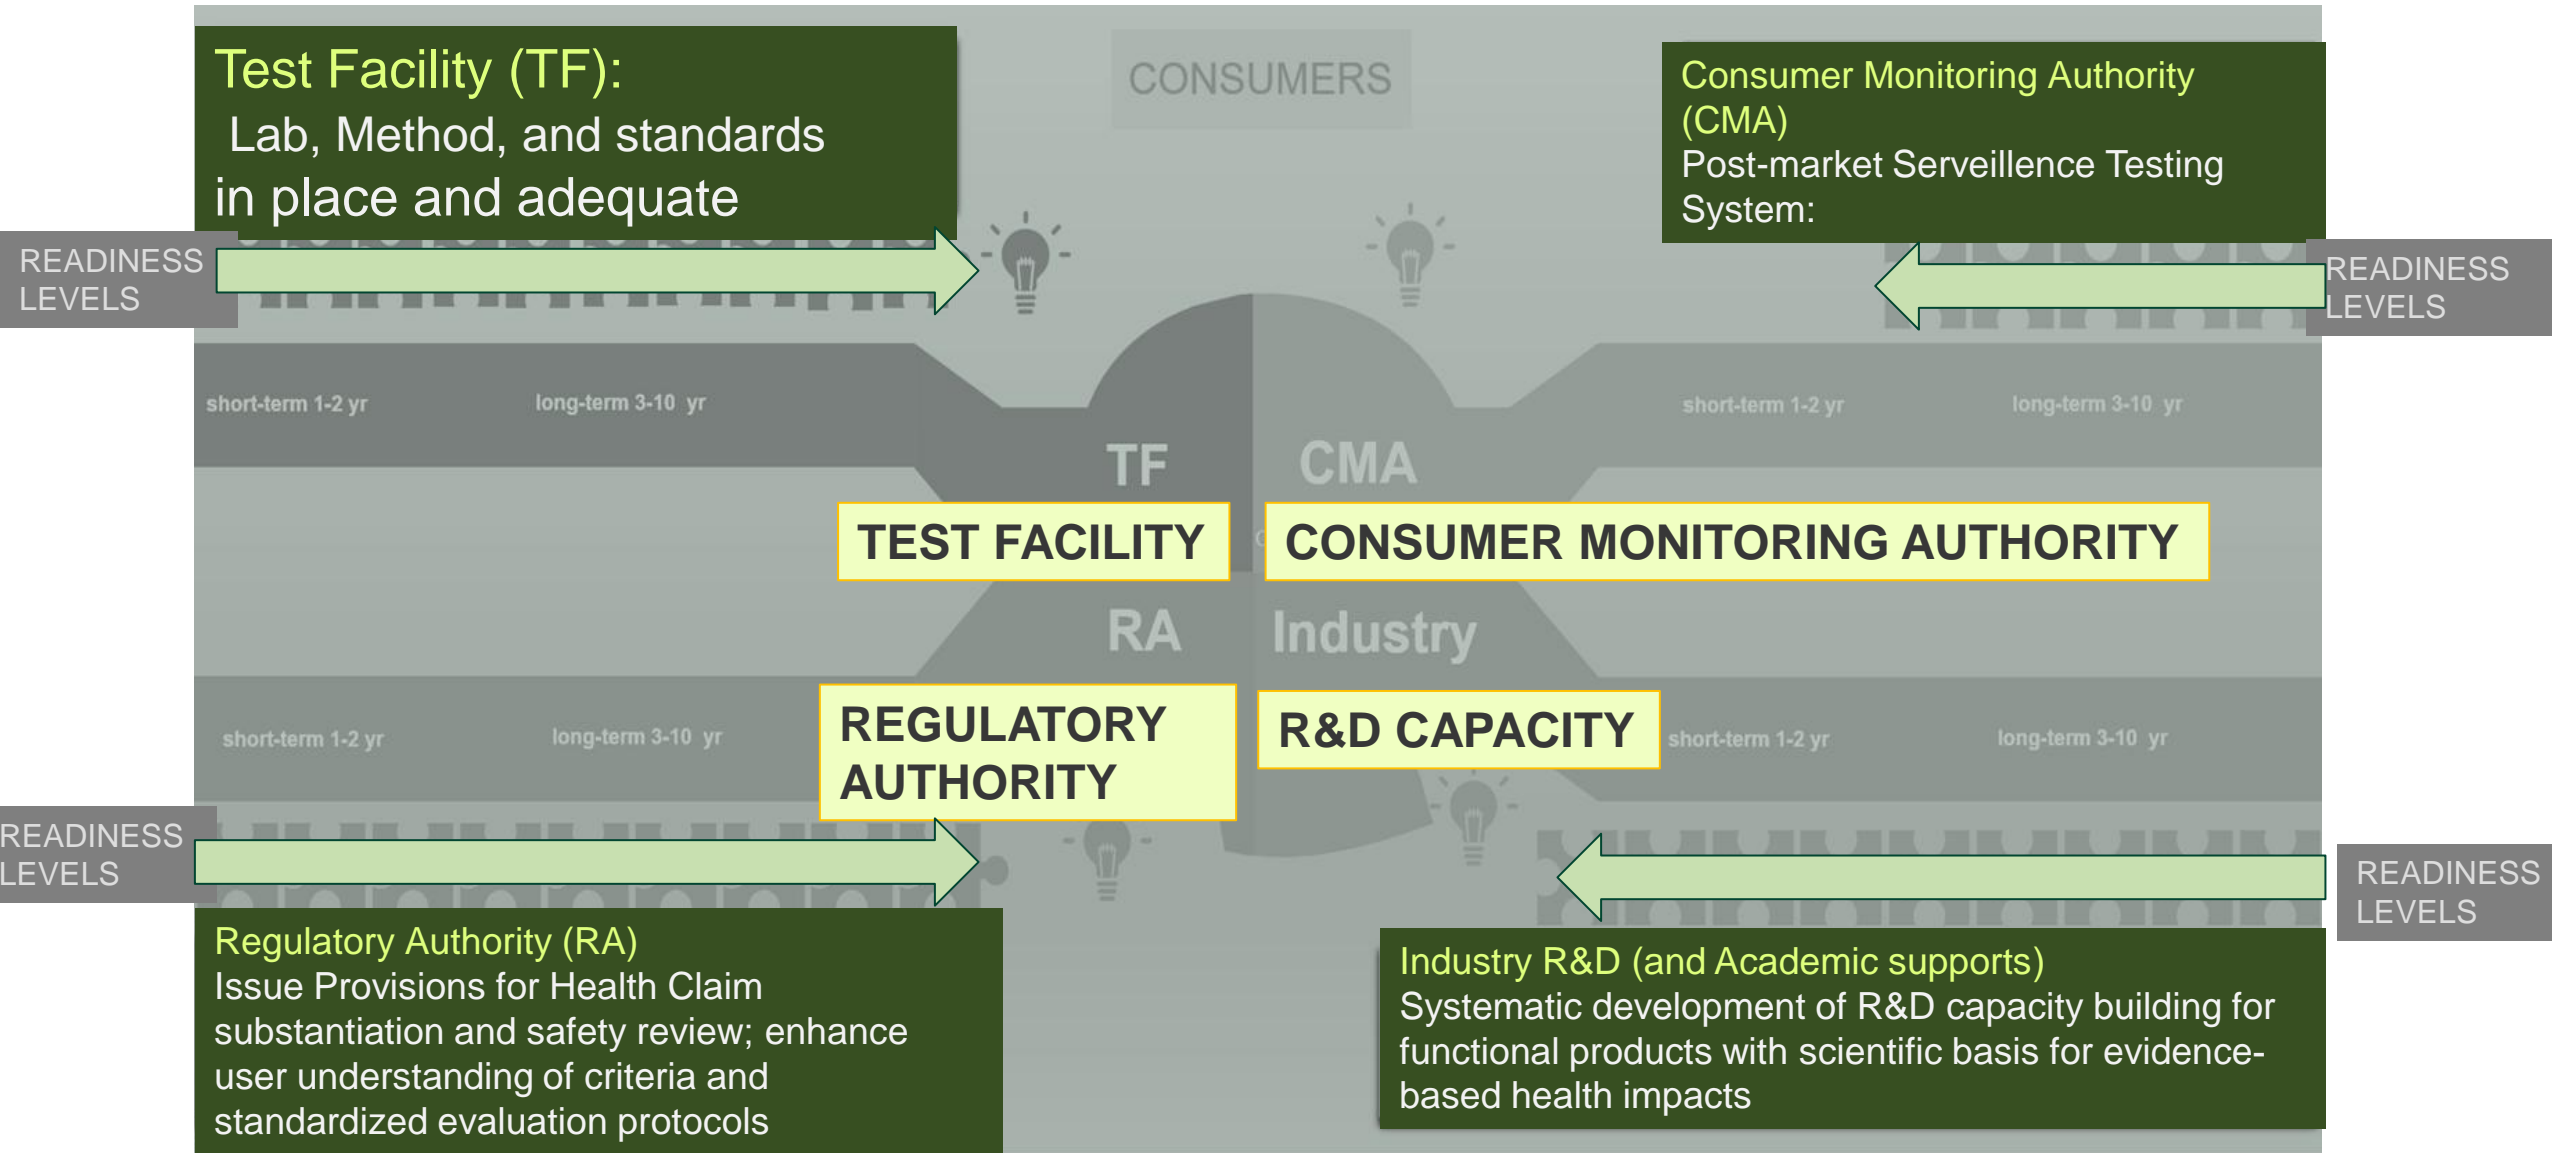 Test Facility (TF):
Lab, Method, and standards
in place and adequate
CONSUMERS
Consumer Monitoring Authority
(CMA)
Post-market Serveillence Testing
System:
READINESS
LEVELS
READINESS
LEVELS
short-term 1-2 yr
long-term 3-10 yr
short-term 1-2 yr
long-term 3-10 yr
TF
CMA
TEST FACILITY
CONSUMER MONITORING AUTHORITY
RA
Industry
REGULATORY
AUTHORITY
R&D CAPACITY
short-term 1-2 yr
long-term 3-10 yr
short-term 1-2 yr
long-term 3-10 yr
READINESS
LEVELS
READINESS
LEVELS
Regulatory Authority (RA)
Issue Provisions for Health Claim
substantiation and safety review; enhance
user understanding of criteria and
standardized evaluation protocols
Industry R&D (and Academic supports)
Systematic development of R&D capacity building for
functional products with scientific basis for evidence-
based health impacts